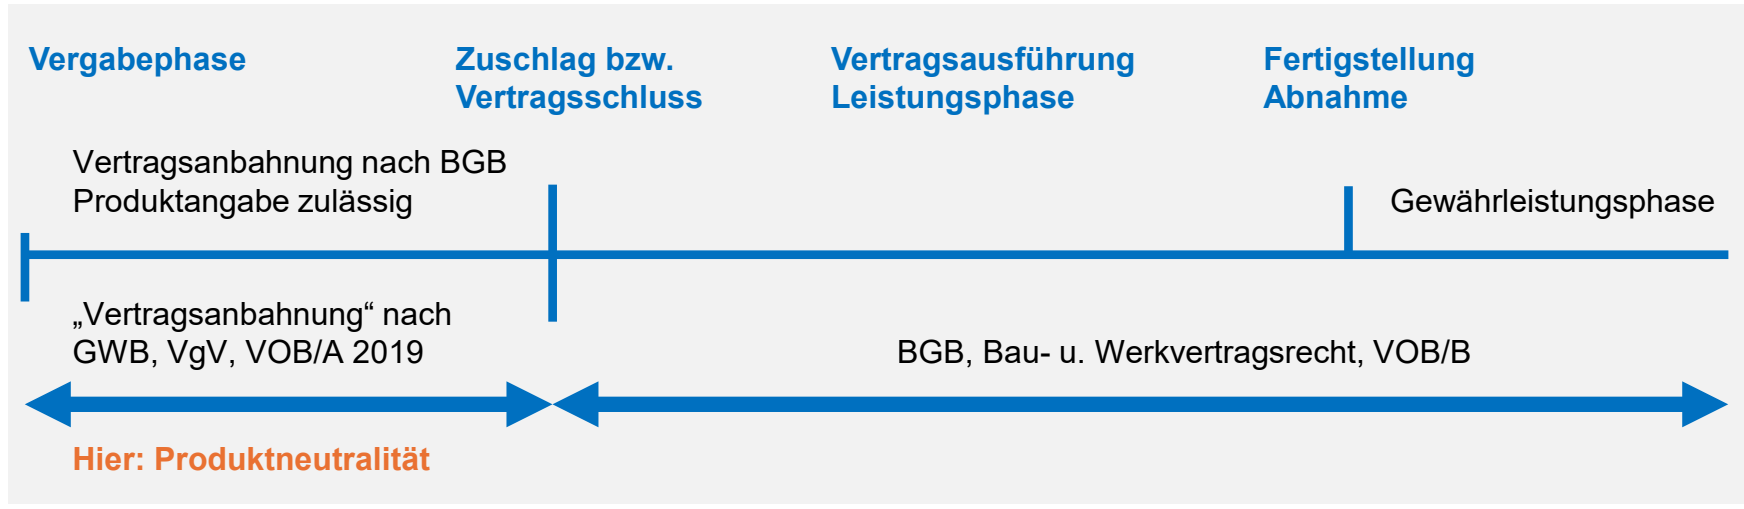 Vergabephase
Zuschlag bzw.
Vertragsschluss
Vertragsausführung
Leistungsphase
Fertigstellung
Abnahme
Vertragsanbahnung nach BGB
Produktangabe zulässig
Gewährleistungsphase
„Vertragsanbahnung“ nach
GWB, VgV, VOB/A 2019
BGB, Bau- u. Werkvertragsrecht, VOB/B
Hier: Produktneutralität